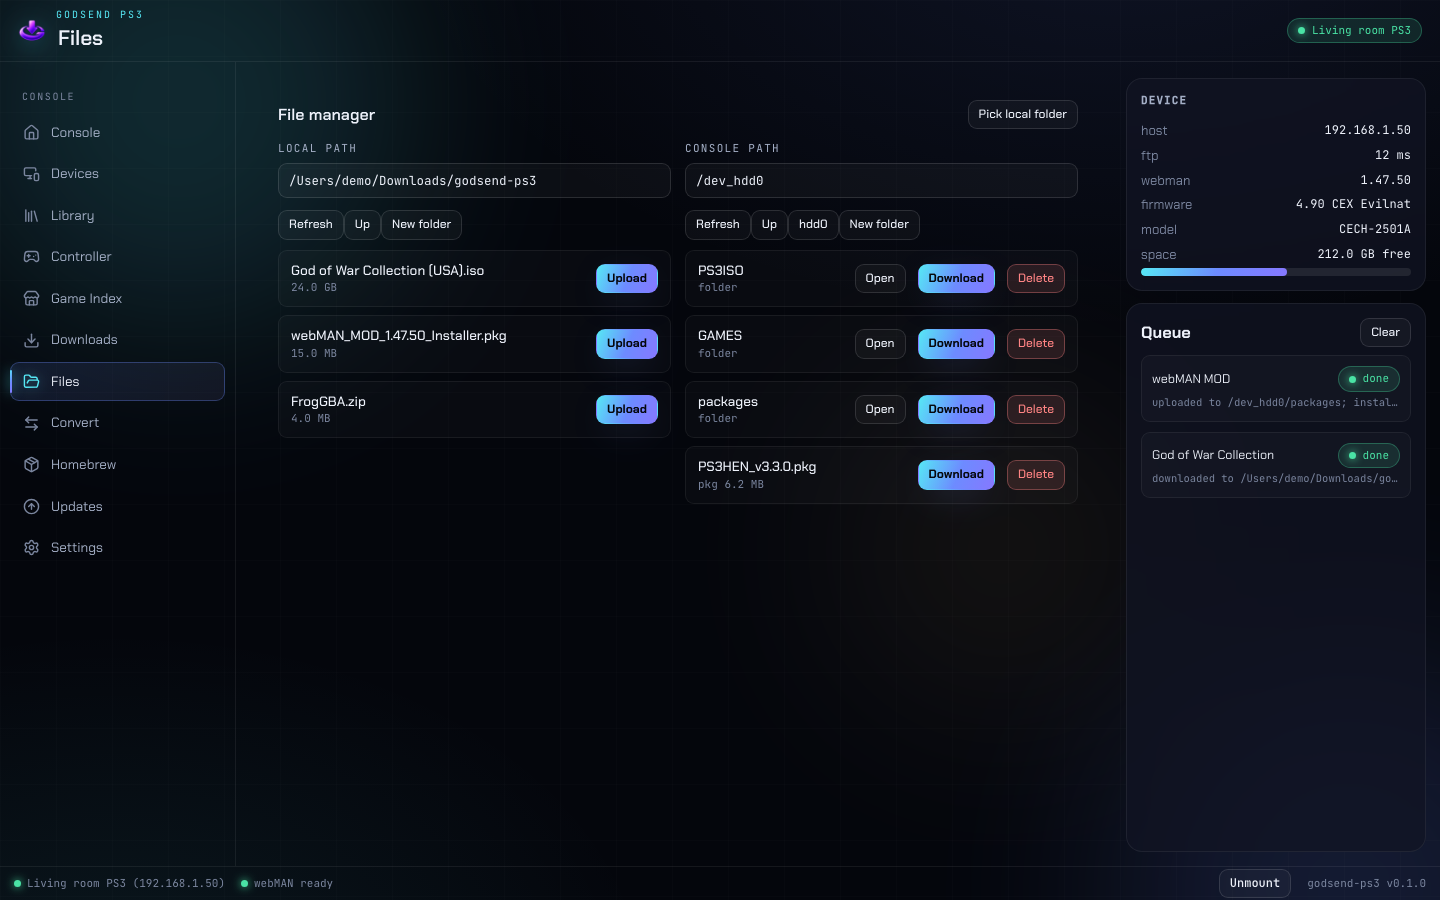 GODSEND PS3
Files
Living room PS3
CONSOLE
Console
Devices
Library
Controller
Game Index
Downloads
Files
Convert
Homebrew
Updates
Settings
File manager
Pick local folder
LOCAL PATH
/Users/demo/Downloads/godsend-ps3
Refresh Up New folder
God of War Collection (USA).iso
24.0 GB
Upload
webMAN_MOD_1.47.50_Installer.pkg
15.0 MB
Upload
FrogGBA.zip
4.0 MB
Upload
CONSOLE PATH
/dev_hdd0
Refresh Up hdd0 New folder
PS3ISO
folder
Open Download Delete
GAMES
folder
Open Download Delete
packages
folder
Open Download Delete
PS3HEN_v3.3.0.pkg
pkg 6.2 MB
Download Delete
DEVICE
host 192.168.1.50
ftp 12 ms
webman 1.47.50
firmware 4.90 CEX Evilnat
model CECH-2501A
space 212.0 GB free
Queue
Clear
webMAN MOD
done
uploaded to /dev_hdd0/packages; instal…
God of War Collection
done
downloaded to /Users/demo/Downloads/go…
Living room PS3 (192.168.1.50) webMAN ready
Unmount
godsend-ps3 v0.1.0